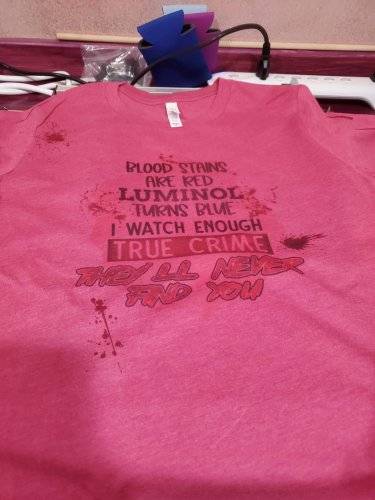 BLOOD STAINS
ARE RED
LUMINOL
TURNS BLUE
I WATCH ENOUGH
TRUE CRIME
THEY'LL NEVER
FIND YOU